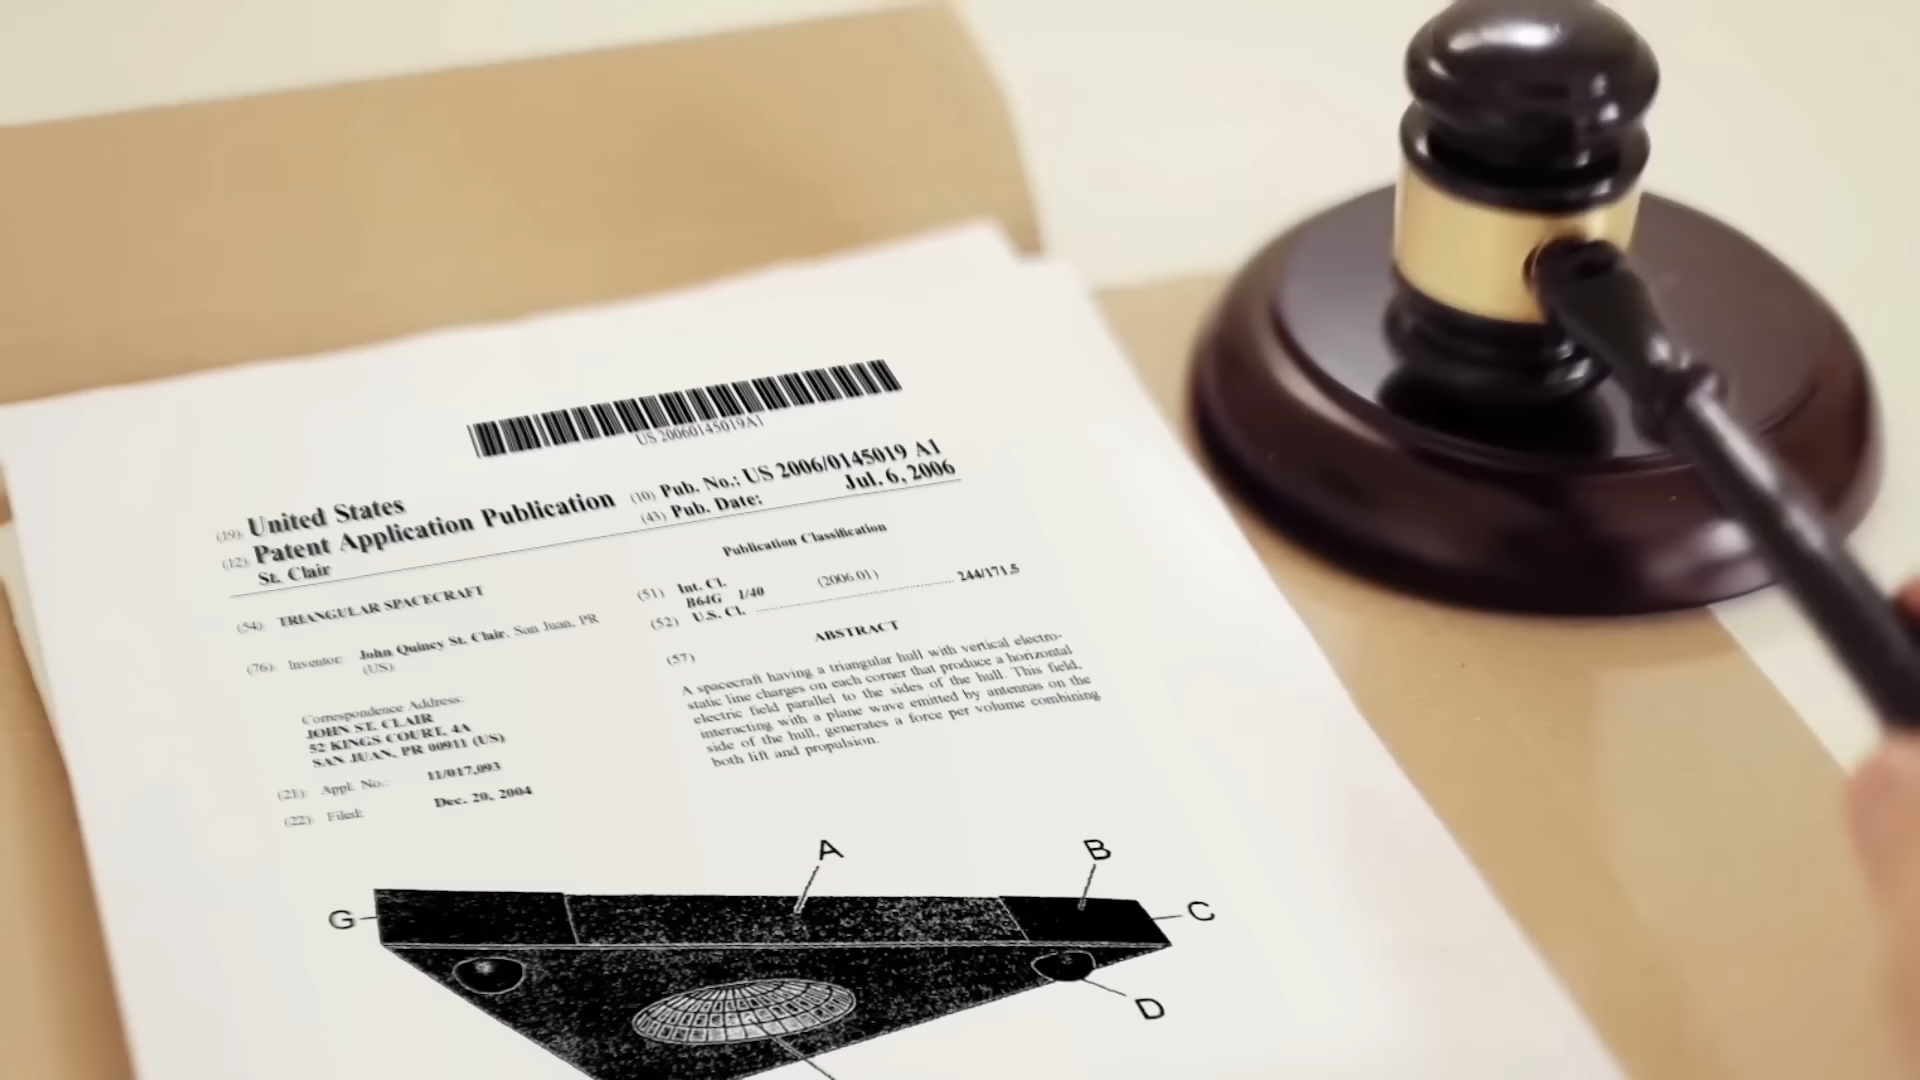 US 20060145019A1
(19) United States
(12) Patent Application Publication
St. Clair
(10) Pub. No.: US 2006/0145019 A1
(43) Pub. Date: Jul. 6, 2006
(54) TRIANGULAR SPACECRAFT
(76) Inventor: John Quincy St. Clair, San Juan, PR
(US)
Correspondence Address:
JOHN ST. CLAIR
52 KINGS COURT, 4A
SAN JUAN, PR 00911 (US)
(21) Appl. No.: 11/017,093
(22) Filed: Dec. 20, 2004
Publication Classification
(51) Int. Cl.
B64G 1/40 (2006.01)
(52) U.S. Cl. 244/171.5
(57) ABSTRACT
A spacecraft having a triangular hull with vertical electro-
static line charges on each corner that produce a horizontal
electric field parallel to the sides of the hull. This field,
interacting with a plane wave emitted by antennas on the
side of the hull, generates a force per volume combining
both lift and propulsion.
A
B
G
C
D